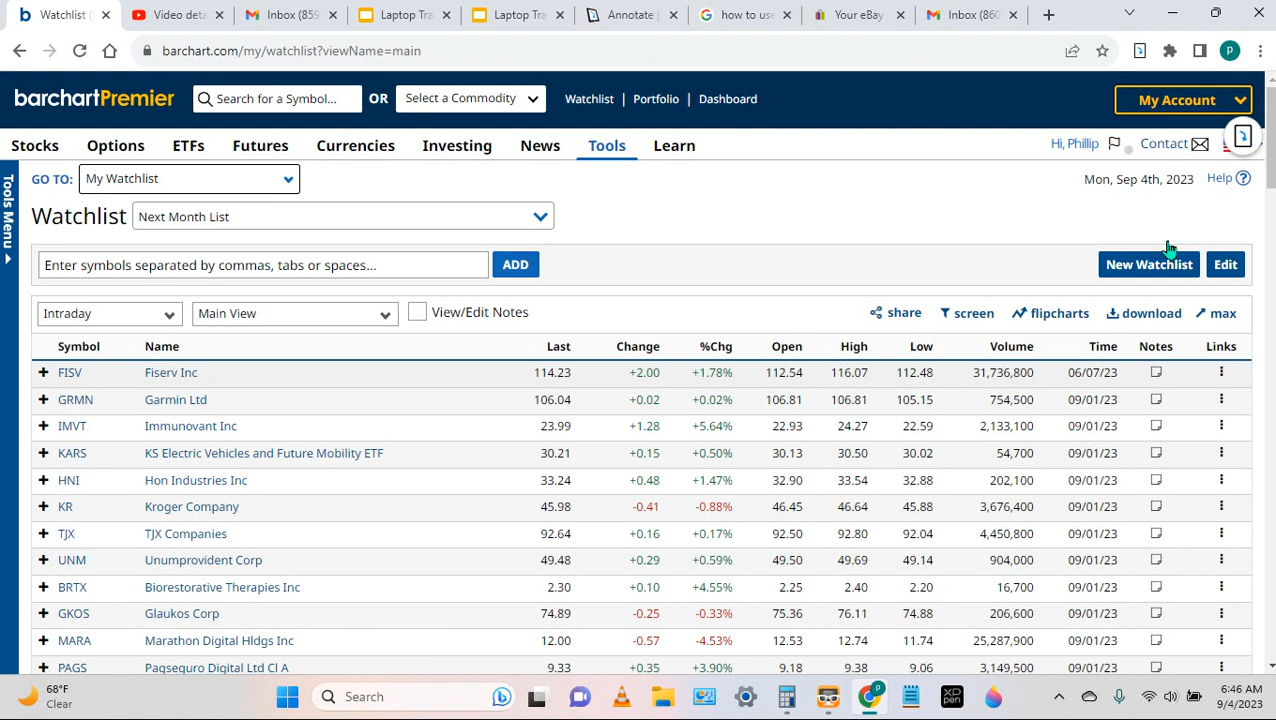 Watchlist (
Video deta
Inbox (859
Laptop Tra
Laptop Tra
Annotate |
how to use
Your eBay
Inbox (860
barchart.com/my/watchlist?viewName=main
p
barchartPremier
Search for a Symbol...
OR
Select a Commodity
Watchlist | Portfolio | Dashboard
My Account
Stocks Options ETFs Futures Currencies Investing News Tools Learn
Hi, Phillip
Contact
Tools Menu
GO TO: My Watchlist
Mon, Sep 4th, 2023
Help ?
Watchlist Next Month List
Enter symbols separated by commas, tabs or spaces...
ADD
New Watchlist
Edit
Intraday
Main View
View/Edit Notes
share
screen
flipcharts
download
max
Symbol Name Last Change %Chg Open High Low Volume Time Notes Links
FISV Fiserv Inc 114.23 +2.00 +1.78% 112.54 116.07 112.48 31,736,800 06/07/23
GRMN Garmin Ltd 106.04 +0.02 +0.02% 106.81 106.81 105.15 754,500 09/01/23
IMVT Immunovant Inc 23.99 +1.28 +5.64% 22.93 24.27 22.59 2,133,100 09/01/23
KARS KS Electric Vehicles and Future Mobility ETF 30.21 +0.15 +0.50% 30.13 30.50 30.02 54,700 09/01/23
HNI Hon Industries Inc 33.24 +0.48 +1.47% 32.90 33.54 32.88 202,100 09/01/23
KR Kroger Company 45.98 -0.41 -0.88% 46.45 46.64 45.88 3,676,400 09/01/23
TJX TJX Companies 92.64 +0.16 +0.17% 92.50 92.80 92.04 4,450,800 09/01/23
UNM Unumprovident Corp 49.48 +0.29 +0.59% 49.50 49.69 49.14 904,000 09/01/23
BRTX Biorestorative Therapies Inc 2.30 +0.10 +4.55% 2.25 2.40 2.20 16,700 09/01/23
GKOS Glaukos Corp 74.89 -0.25 -0.33% 75.36 76.11 74.88 206,600 09/01/23
MARA Marathon Digital Hldgs Inc 12.00 -0.57 -4.53% 12.53 12.74 11.74 25,287,900 09/01/23
PAGS Pagseguro Digital Ltd Cl A 9.33 +0.35 +3.90% 9.18 9.38 9.06 3,149,500 09/01/23
68°F
Clear
Search
XP
PEN
6:46 AM
9/4/2023